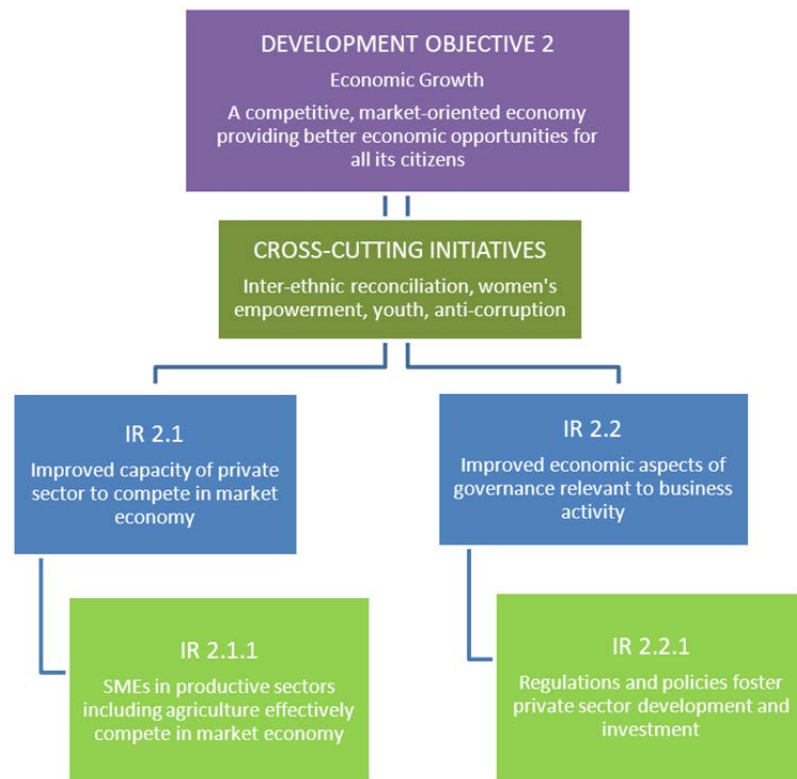 DEVELOPMENT OBJECTIVE 2
Economic Growth
A competitive, market-oriented economy
providing better economic opportunities for
all its citizens
CROSS-CUTTING INITIATIVES
Inter-ethnic reconciliation, women's
empowerment, youth, anti-corruption
IR 2.1
Improved capacity of private
sector to compete in market
economy
IR 2.2
Improved economic aspects of
governance relevant to business
activity
IR 2.1.1
SMEs in productive sectors
including agriculture effectively
compete in market economy
IR 2.2.1
Regulations and policies foster
private sector development and
investment